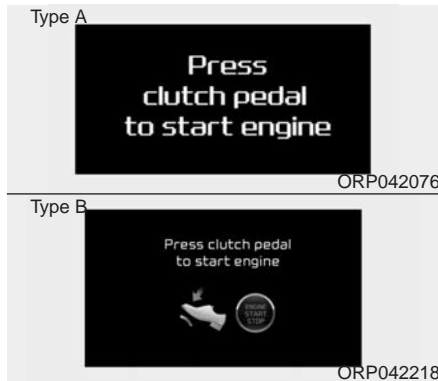 Type A
Press
clutch pedal
to start engine
ORP042076
Type B
Press clutch pedal
to start engine
ENGINE
START
STOP
ORP042218